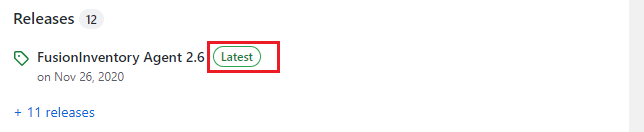 Releases 12
FusionInventory Agent 2.6 Latest
on Nov 26, 2020
+ 11 releases